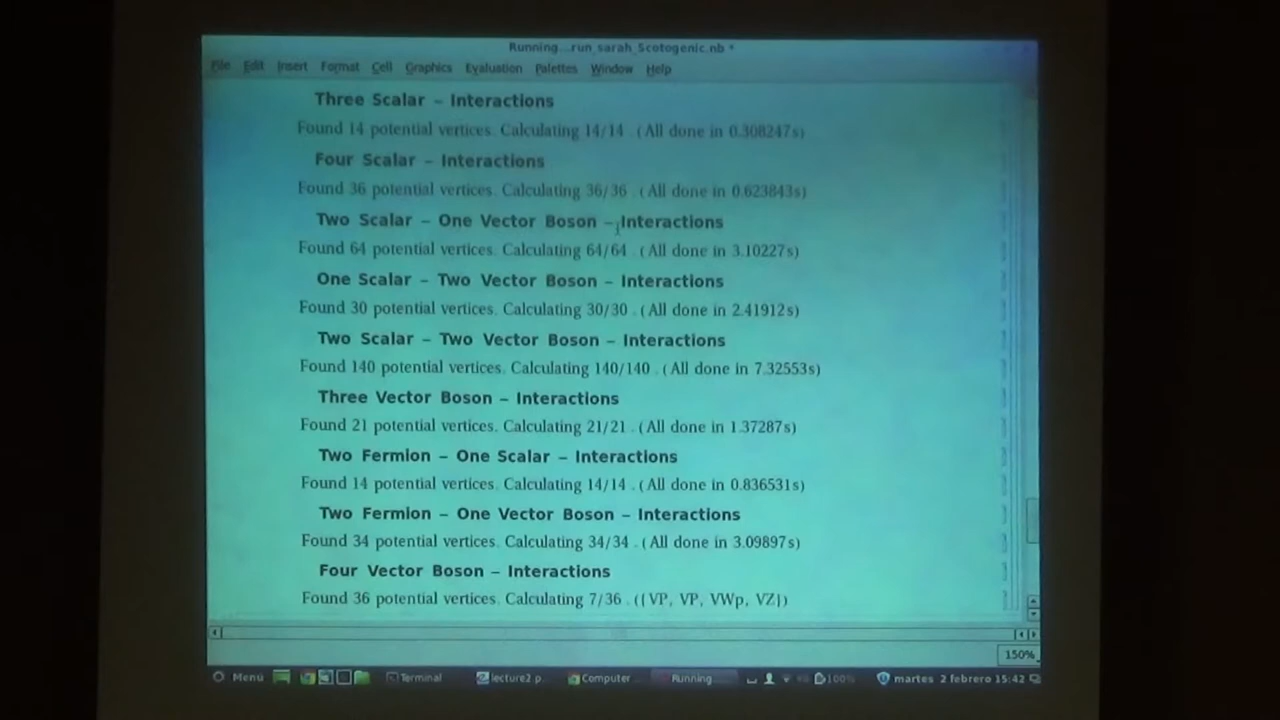 Running...run_sarah_Scotogenic.nb *
File Edit Insert Format Cell Graphics Evaluation Palettes Window Help
Three Scalar – Interactions
Found 14 potential vertices. Calculating 14/14 . (All done in 0.308247s)
Four Scalar – Interactions
Found 36 potential vertices. Calculating 36/36 . (All done in 0.623843s)
Two Scalar – One Vector Boson – Interactions
Found 64 potential vertices. Calculating 64/64 . (All done in 3.10227s)
One Scalar – Two Vector Boson – Interactions
Found 30 potential vertices. Calculating 30/30 . (All done in 2.41912s)
Two Scalar – Two Vector Boson – Interactions
Found 140 potential vertices. Calculating 140/140 . (All done in 7.32553s)
Three Vector Boson – Interactions
Found 21 potential vertices. Calculating 21/21 . (All done in 1.37287s)
Two Fermion – One Scalar – Interactions
Found 14 potential vertices. Calculating 14/14 . (All done in 0.836531s)
Two Fermion – One Vector Boson – Interactions
Found 34 potential vertices. Calculating 34/34 . (All done in 3.09897s)
Four Vector Boson – Interactions
Found 36 potential vertices. Calculating 7/36 . ({VP, VP, VWp, VZ})
150%
Menú Terminal lecture2 p... Computer... Running... 100% martes 2 febrero 15:42